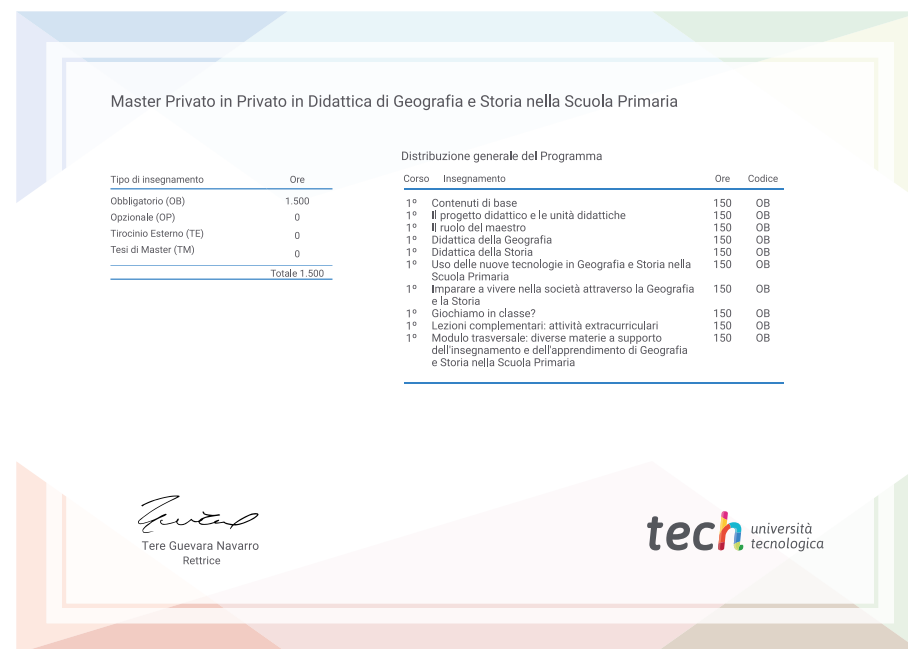 Master Privato in Privato in Didattica di Geografia e Storia nella Scuola Primaria
Tipo di insegnamento Ore
Obbligatorio (OB) 1.500
Opzionale (OP) 0
Tirocinio Esterno (TE) 0
Tesi di Master (TM) 0
Totale 1.500
Distribuzione generale del Programma
Corso Insegnamento Ore Codice
1º Contenuti di base 150 OB
1º Il progetto didattico e le unità didattiche 150 OB
1º Il ruolo del maestro 150 OB
1º Didattica della Geografia 150 OB
1º Didattica della Storia 150 OB
1º Uso delle nuove tecnologie in Geografia e Storia nella 150 OB
Scuola Primaria
1º Imparare a vivere nella società attraverso la Geografia 150 OB
e la Storia
1º Giochiamo in classe? 150 OB
1º Lezioni complementari: attività extracurriculari 150 OB
1º Modulo trasversale: diverse materie a supporto 150 OB
dell'insegnamento e dell'apprendimento di Geografia
e Storia nella Scuola Primaria
Tere Guevara Navarro
Rettrice
tech università
tecnologica